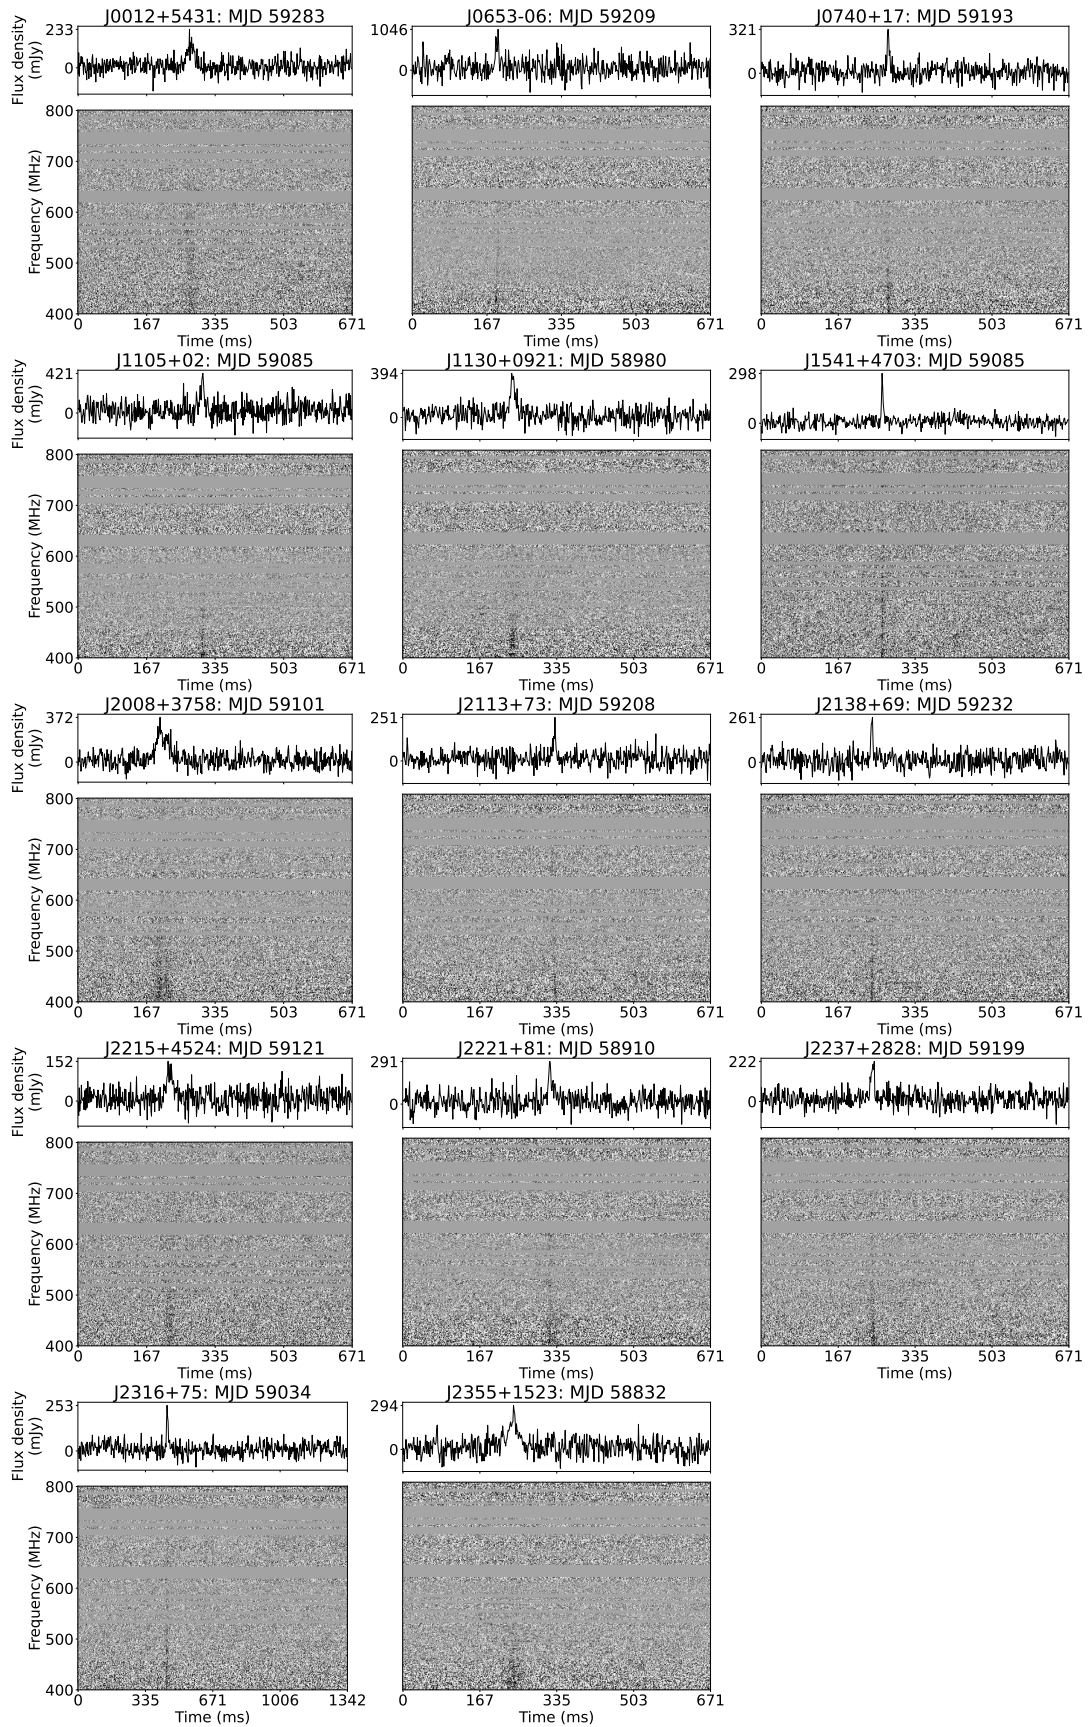 J0012+5431: MJD 59283
J0653-06: MJD 59209
J0740+17: MJD 59193
Flux density
(mJy)
233
0
1046
0
321
0
Frequency (MHz)
800
700
600
500
400
0 167 335 503 671
0 167 335 503 671
0 167 335 503 671
Time (ms)
Time (ms)
Time (ms)
J1105+02: MJD 59085
J1130+0921: MJD 58980
J1541+4703: MJD 59085
Flux density
(mJy)
421
0
394
0
298
0
Frequency (MHz)
800
700
600
500
400
0 167 335 503 671
0 167 335 503 671
0 167 335 503 671
Time (ms)
Time (ms)
Time (ms)
J2008+3758: MJD 59101
J2113+73: MJD 59208
J2138+69: MJD 59232
Flux density
(mJy)
372
0
251
0
261
0
Frequency (MHz)
800
700
600
500
400
0 167 335 503 671
0 167 335 503 671
0 167 335 503 671
Time (ms)
Time (ms)
Time (ms)
J2215+4524: MJD 59121
J2221+81: MJD 58910
J2237+2828: MJD 59199
Flux density
(mJy)
152
0
291
0
222
0
Frequency (MHz)
800
700
600
500
400
0 167 335 503 671
0 167 335 503 671
0 167 335 503 671
Time (ms)
Time (ms)
Time (ms)
J2316+75: MJD 59034
J2355+1523: MJD 58832
Flux density
(mJy)
253
0
294
0
Frequency (MHz)
800
700
600
500
400
0 335 671 1006 1342
0 167 335 503 671
Time (ms)
Time (ms)